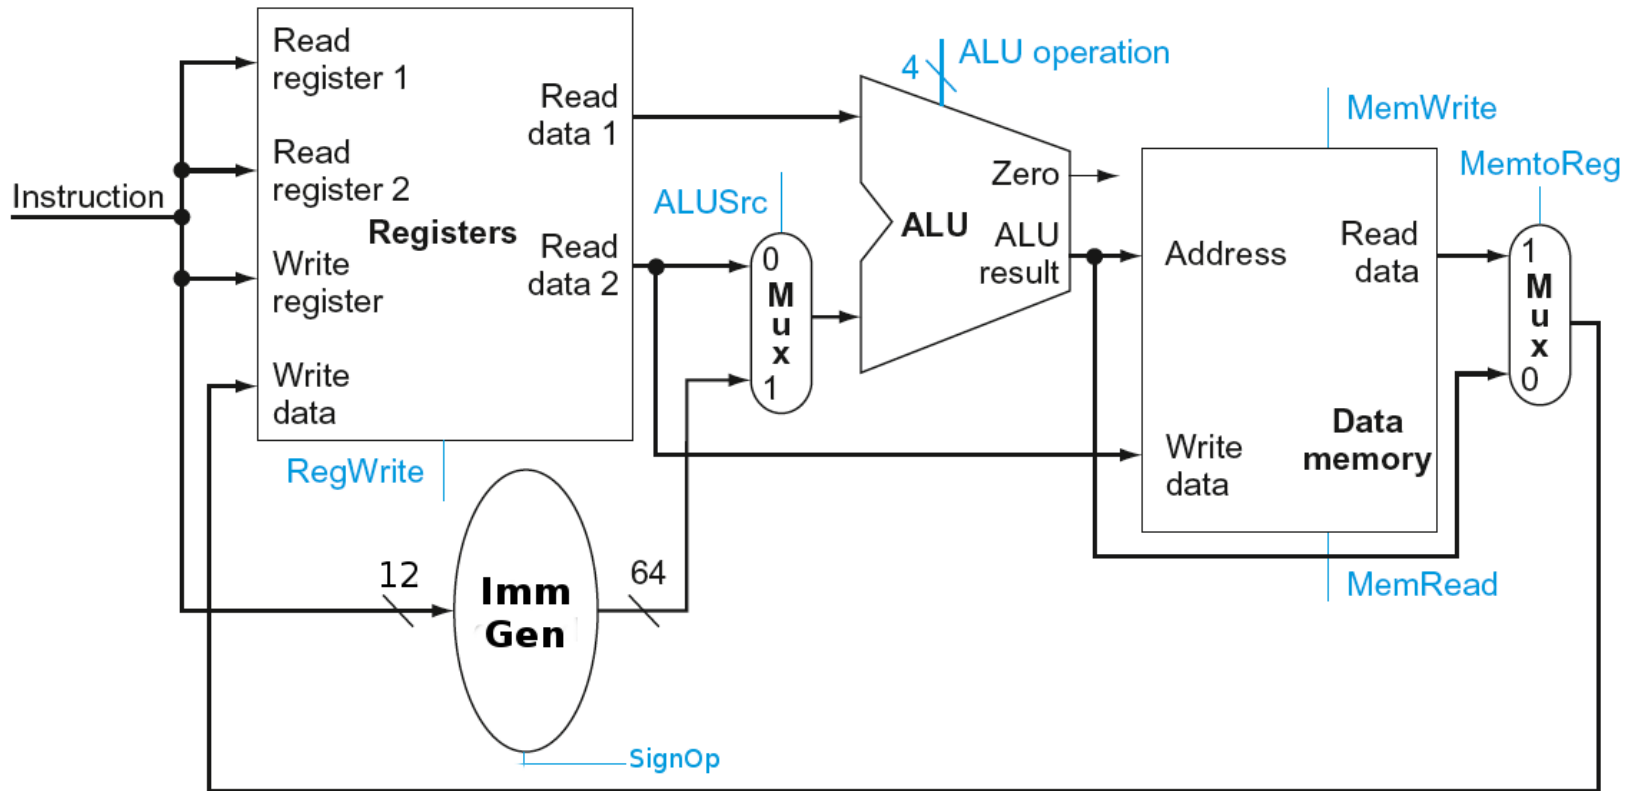 Instruction
Read
register 1
Read
register 2
Registers
Write
register
Write
data
Read
data 1
Read
data 2
RegWrite
12
Imm
Gen
64
SignOp
ALUSrc
0
M
u
x
1
4
ALU operation
ALU
Zero
ALU
result
MemWrite
Address
Read
data
Write
data
Data
memory
MemRead
MemtoReg
1
M
u
x
0